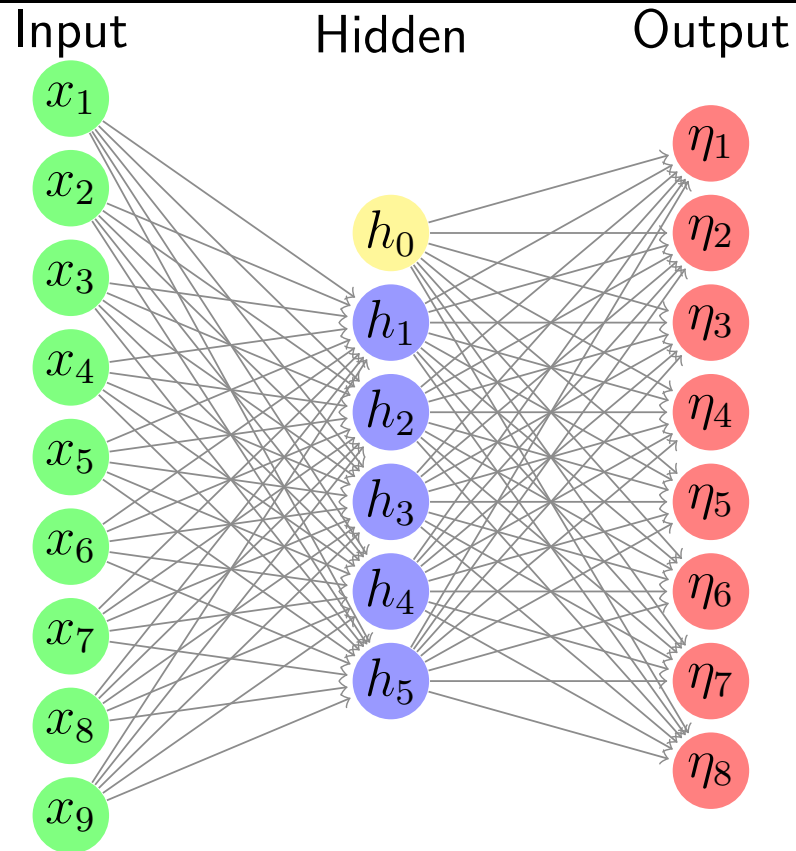 Input Hidden Output
x₁
x₂
x₃
x₄
x₅
x₆
x₇
x₈
x₉
h₀
h₁
h₂
h₃
h₄
h₅
η₁
η₂
η₃
η₄
η₅
η₆
η₇
η₈